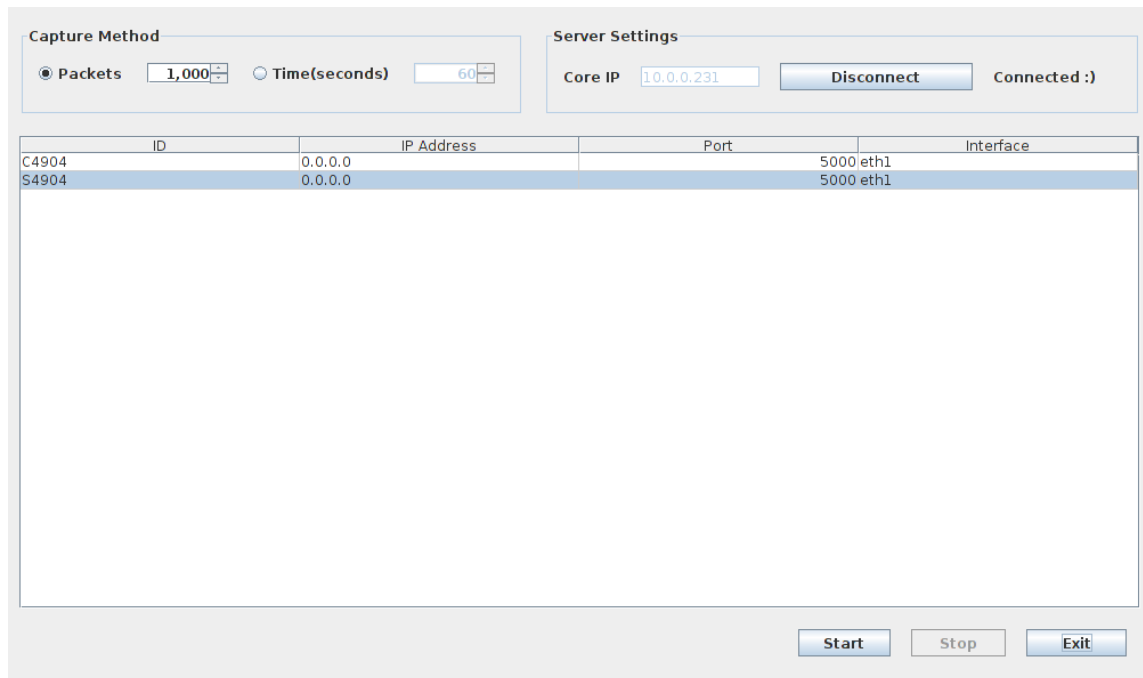 Capture Method
Server Settings
Packets 1,000 Time(seconds) 60
Core IP 10.0.0.231 Disconnect Connected :)
ID IP Address Port Interface
C4904 0.0.0.0 5000 eth1
S4904 0.0.0.0 5000 eth1
Start Stop Exit